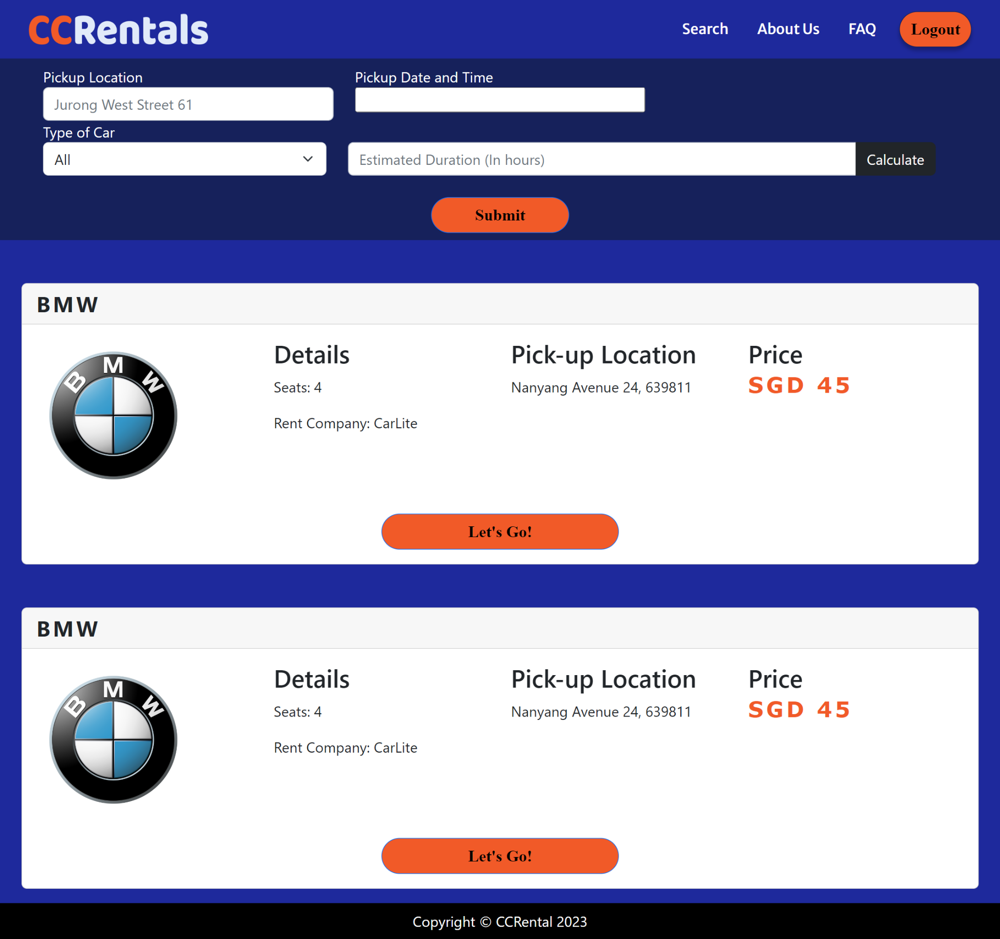 CCRentals
Search About Us FAQ Logout
Pickup Location
Pickup Date and Time
Jurong West Street 61
Type of Car
All
Estimated Duration (In hours)
Calculate
Submit
BMW
BMW
Details
Seats: 4
Rent Company: CarLite
Pick-up Location
Nanyang Avenue 24, 639811
Price
SGD 45
Let's Go!
BMW
BMW
Details
Seats: 4
Rent Company: CarLite
Pick-up Location
Nanyang Avenue 24, 639811
Price
SGD 45
Let's Go!
Copyright © CCRental 2023